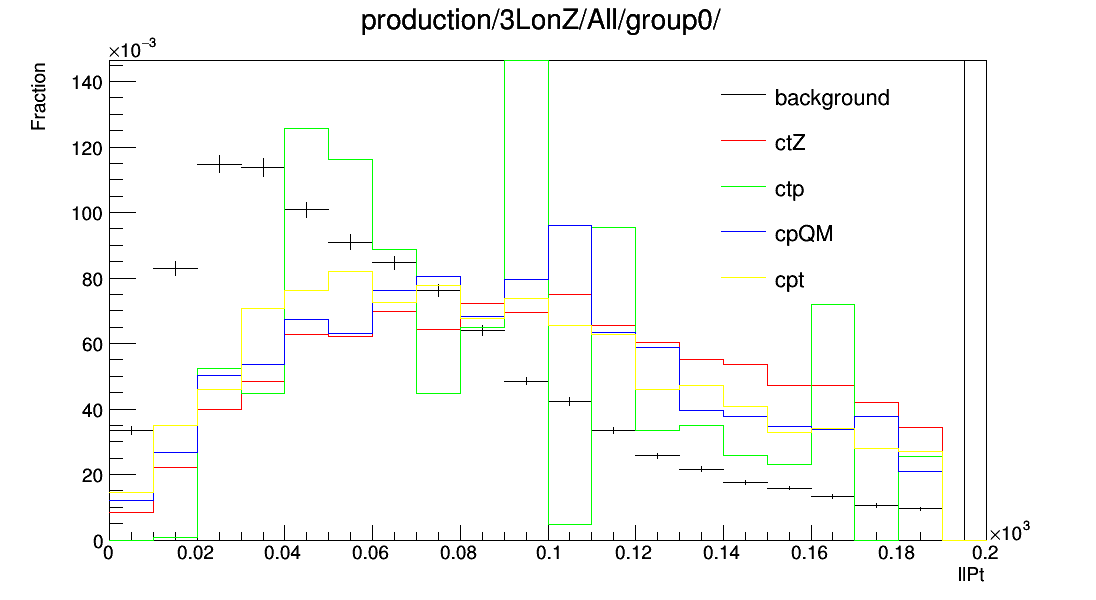 production/3LonZ/All/group0/
×10⁻³
Fraction
140
120
100
80
60
40
20
0
background
ctZ
ctp
cpQM
cpt
0 0.02 0.04 0.06 0.08 0.1 0.12 0.14 0.16 0.18 0.2
×10³
llPt